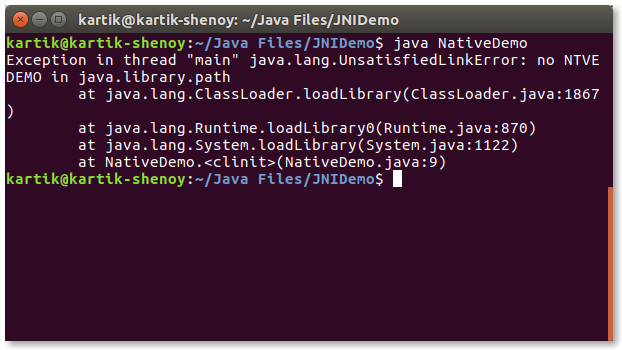 kartik@kartik-shenoy: ~/Java Files/JNIDemo
kartik@kartik-shenoy:~/Java Files/JNIDemo$ java NativeDemo
Exception in thread "main" java.lang.UnsatisfiedLinkError: no NTVE
DEMO in java.library.path
        at java.lang.ClassLoader.loadLibrary(ClassLoader.java:1867
)
        at java.lang.Runtime.loadLibrary0(Runtime.java:870)
        at java.lang.System.loadLibrary(System.java:1122)
        at NativeDemo.<clinit>(NativeDemo.java:9)
kartik@kartik-shenoy:~/Java Files/JNIDemo$